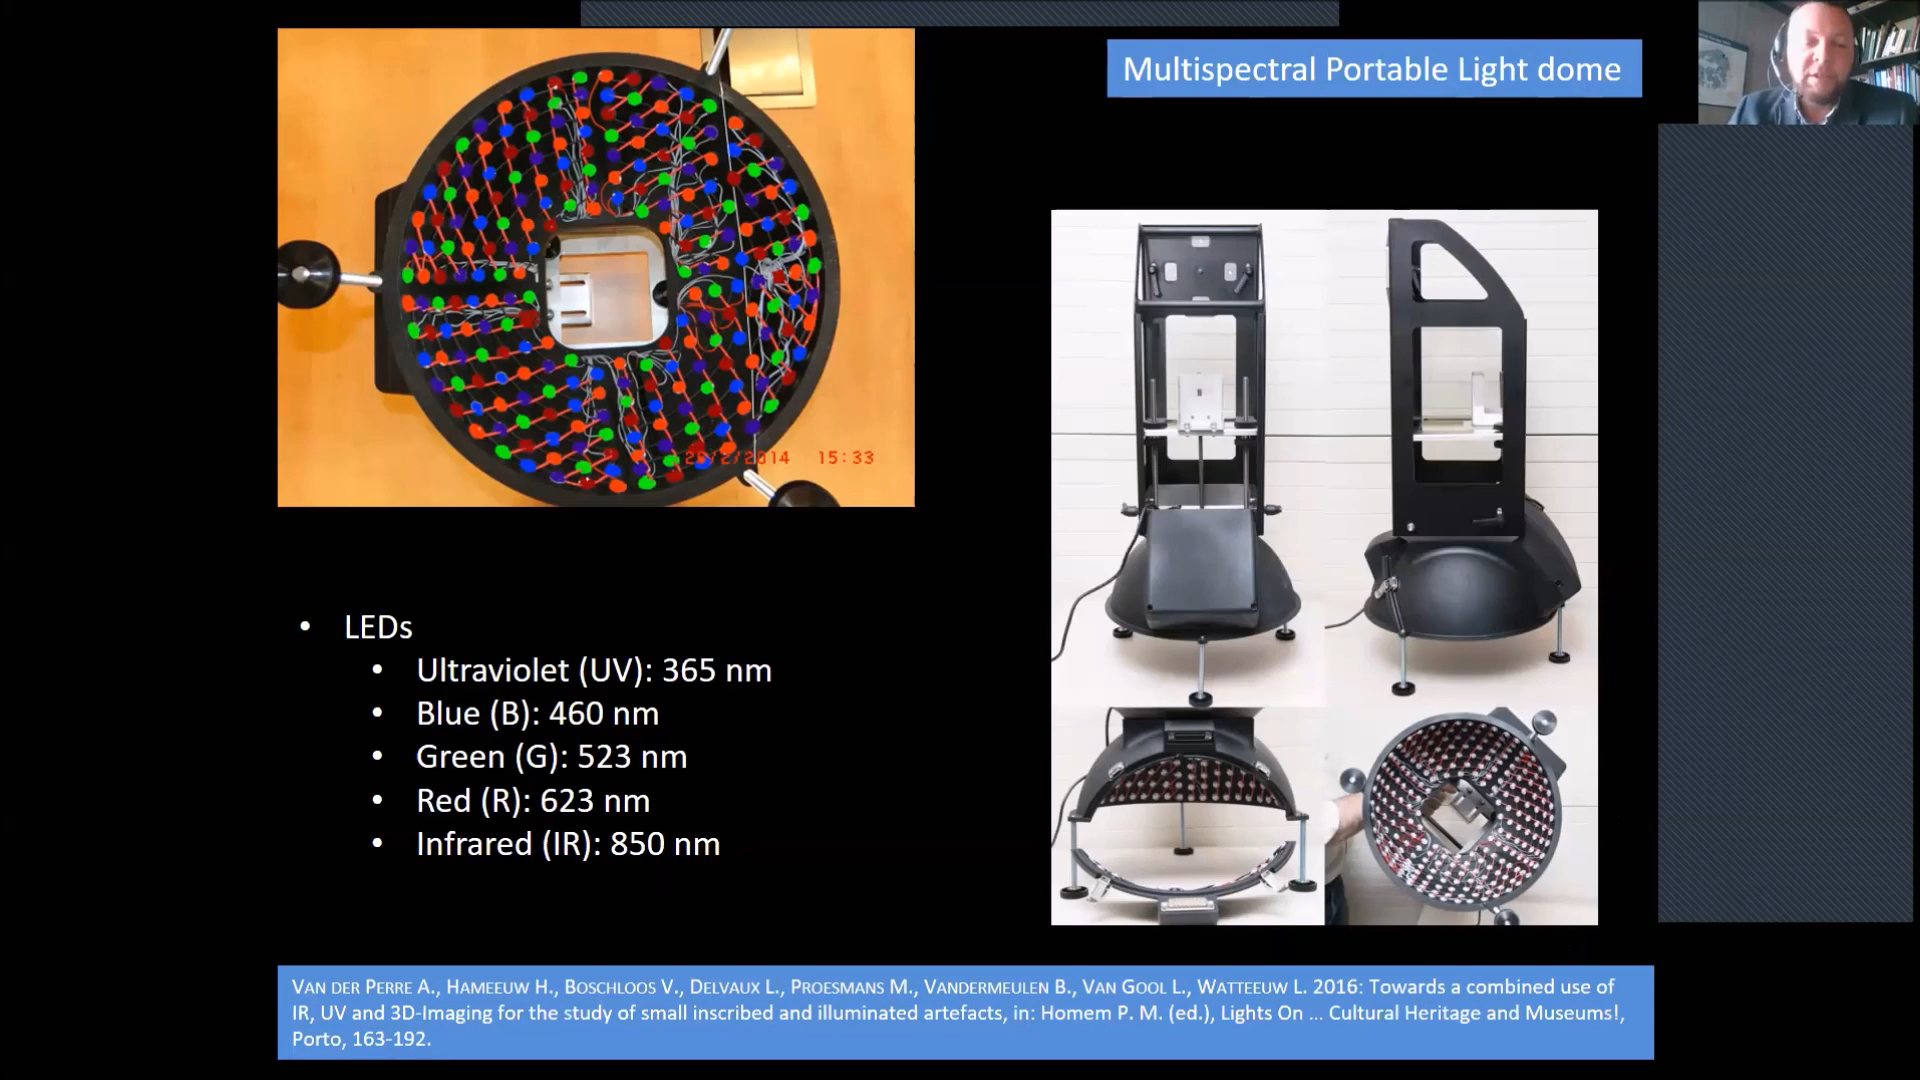 Multispectral Portable Light dome
15:33
• LEDs
• Ultraviolet (UV): 365 nm
• Blue (B): 460 nm
• Green (G): 523 nm
• Red (R): 623 nm
• Infrared (IR): 850 nm
VAN DER PERRE A., HAMEEUW H., BOSCHLOOS V., DELVAUX L., PROESMANS M., VANDERMEULEN B., VAN GOOL L., WATTEEUW L. 2016: Towards a combined use of
IR, UV and 3D-Imaging for the study of small inscribed and illuminated artefacts, in: Homem P. M. (ed.), Lights On ... Cultural Heritage and Museums!,
Porto, 163-192.